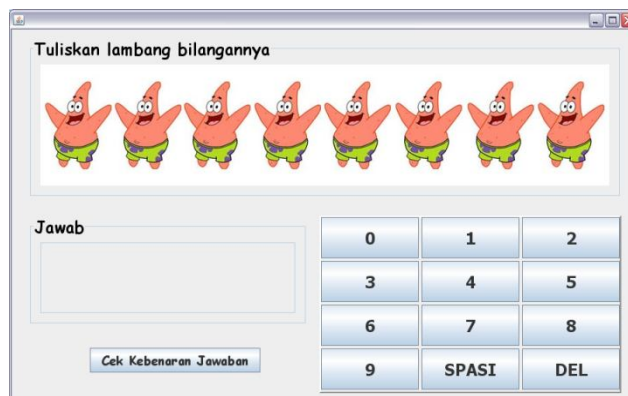 Tuliskan lambang bilangannya
Jawab
0 1 2
3 4 5
6 7 8
9 SPASI DEL
Cek Kebenaran Jawaban